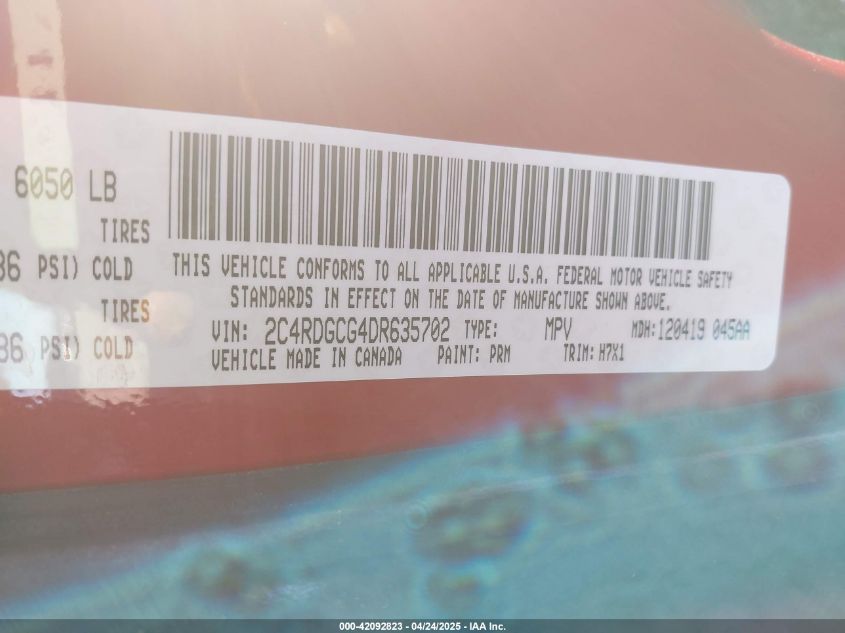 6050 LB
TIRES
THIS VEHICLE CONFORMS TO ALL APPLICABLE U.S.A. FEDERAL MOTOR VEHICLE SAFETY
36 PSI) COLD
STANDARDS IN EFFECT ON THE DATE OF MANUFACTURE SHOWN ABOVE.
TIRES
VIN: 2C4RDGCG4DR635702 TYPE: MPV MDH: 120419 045AA
36 PSI) COLD
VEHICLE MADE IN CANADA PAINT: PRM TRIM: H7X1
000-42092823 - 04/24/2025 - IAA Inc.